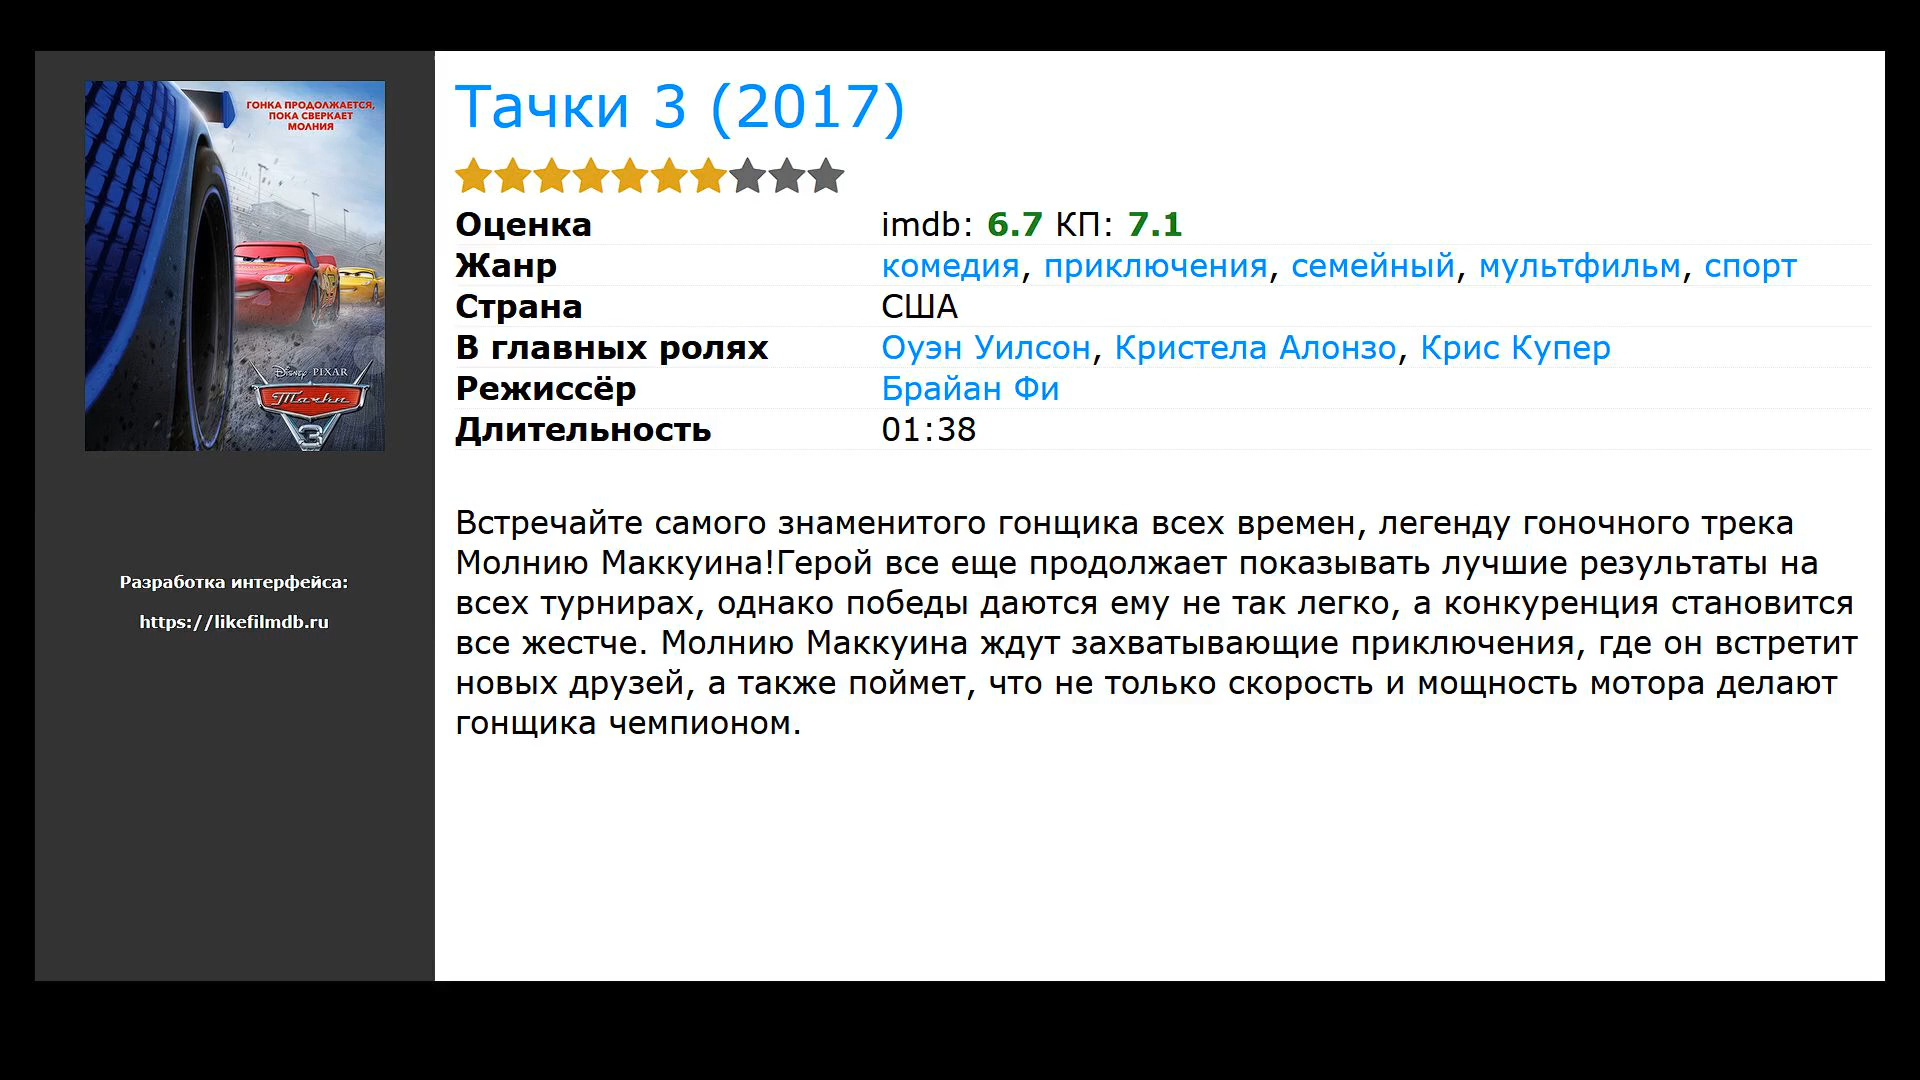 ГОНКА ПРОДОЛЖАЕТСЯ,
ПОКА СВЕРКАЕТ
МОЛНИЯ
Disney PIXAR
Тачки
3
Разработка интерфейса:
https://likefilmdb.ru
Тачки 3 (2017)
Оценка imdb: 6.7 КП: 7.1
Жанр комедия, приключения, семейный, мультфильм, спорт
Страна США
В главных ролях Оуэн Уилсон, Кристела Алонзо, Крис Купер
Режиссёр Брайан Фи
Длительность 01:38
Встречайте самого знаменитого гонщика всех времен, легенду гоночного трека
Молнию Маккуина!Герой все еще продолжает показывать лучшие результаты на
всех турнирах, однако победы даются ему не так легко, а конкуренция становится
все жестче. Молнию Маккуина ждут захватывающие приключения, где он встретит
новых друзей, а также поймет, что не только скорость и мощность мотора делают
гонщика чемпионом.